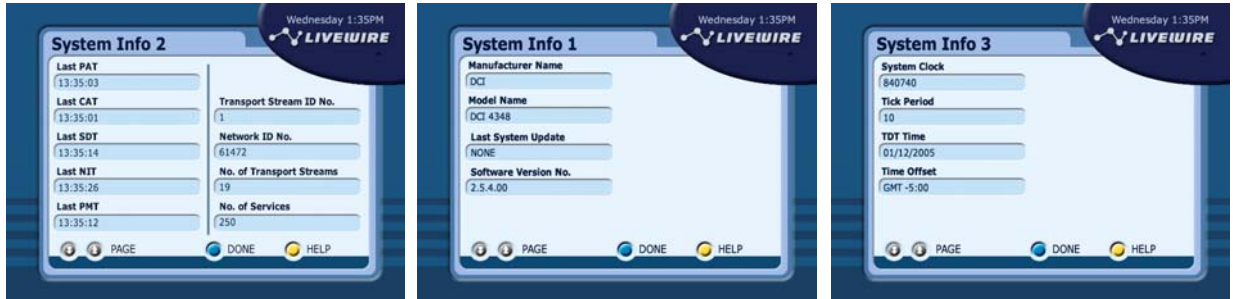 Wednesday 1:35PM
LIVEWIRE
System Info 2
Last PAT
13:35:03
Last CAT
13:35:01
Last SDT
13:35:14
Last NIT
13:35:26
Last PMT
13:35:12
Transport Stream ID No.
1
Network ID No.
61472
No. of Transport Streams
19
No. of Services
250
PAGE
DONE
HELP
Wednesday 1:35PM
LIVEWIRE
System Info 1
Manufacturer Name
DCI
Model Name
DCI 4348
Last System Update
NONE
Software Version No.
2.5.4.00
PAGE
DONE
HELP
Wednesday 1:35PM
LIVEWIRE
System Info 3
System Clock
840740
Tick Period
10
TDT Time
01/12/2005
Time Offset
GMT -5:00
PAGE
DONE
HELP